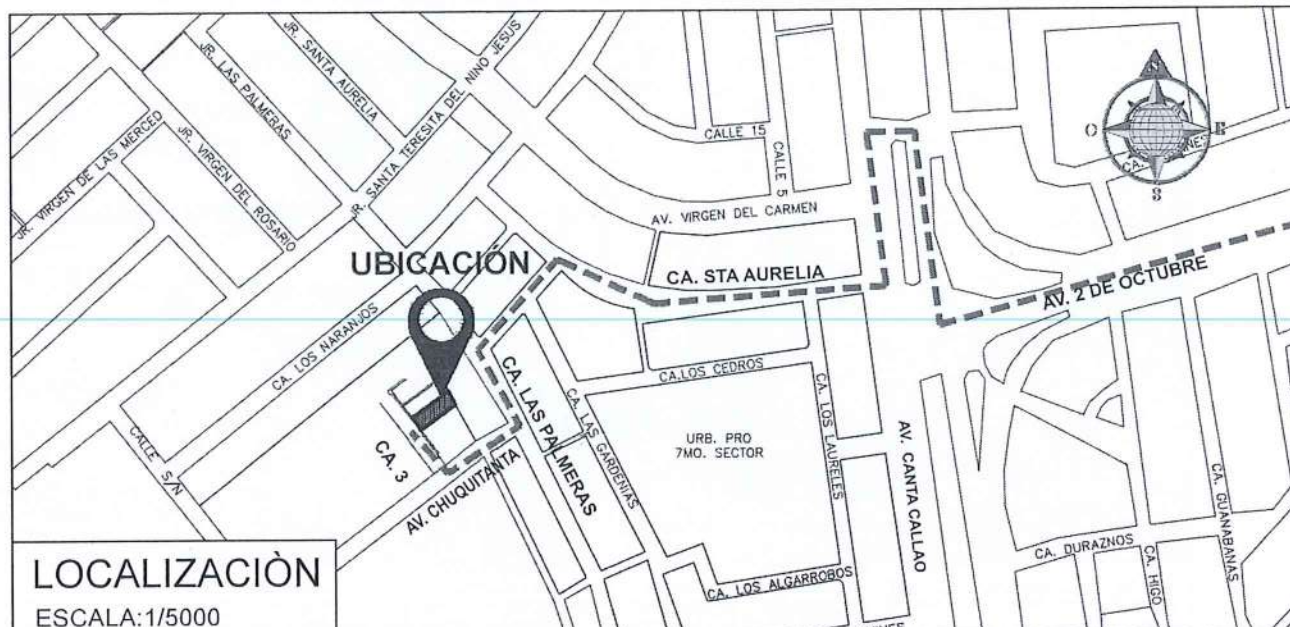 JR. SANTA AURELIA
JR. LAS PALMERAS
JR. SANTA TERESITA DEL NINO JESUS
JR. VIRGEN DE LAS MERCED
JR. VIRGEN DEL ROSARIO
CALLE 15
CALLE 5
N
O
E
S
CA.
AV. VIRGEN DEL CARMEN
UBICACIÓN
CA. STA AURELIA
AV. 2 DE OCTUBRE
CA. LOS NARANJOS
CA.LOS CEDROS
CA. LAS PALMERAS
CA. LAS GARDENIAS
URB. PRO
7MO. SECTOR
CA. LOS LAURELES
AV. CANTA CALLAO
CALLE S/N
CA. 3
AV. CHUQUITANTA
CA. GUANABANAS
CA. DURAZNOS
CA. HIGO
CA. LOS ALGARROBOS
LOCALIZACIÒN
ESCALA:1/5000